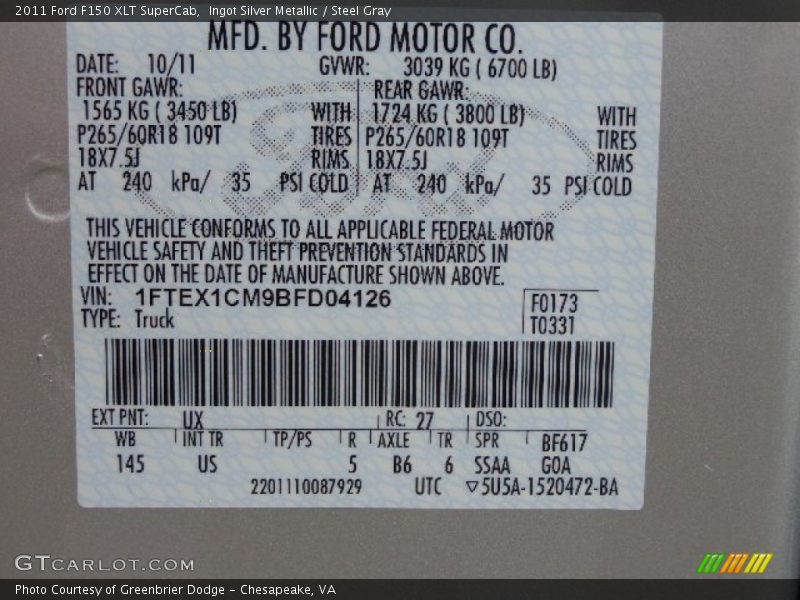 2011 Ford F150 XLT SuperCab,  Ingot Silver Metallic / Steel Gray
MFD. BY FORD MOTOR CO.
DATE: 10/11 GVWR: 3039 KG ( 6700 LB)
FRONT GAWR: REAR GAWR:
1565 KG ( 3450 LB) WITH 1724 KG ( 3800 LB) WITH
P265/60R18 109T TIRES P265/60R18 109T TIRES
18X7.5J RIMS 18X7.5J RIMS
AT 240 kPa/ 35 PSI COLD AT 240 kPa/ 35 PSI COLD
THIS VEHICLE CONFORMS TO ALL APPLICABLE FEDERAL MOTOR
VEHICLE SAFETY AND THEFT PREVENTION STANDARDS IN
EFFECT ON THE DATE OF MANUFACTURE SHOWN ABOVE.
VIN: 1FTEX1CM9BFD04126 F0173
TYPE: Truck T0331
EXT PNT: UX RC: 27 DSO:
WB INT TR TP/PS R AXLE TR SPR BF617
145 US 5 B6 6 SSAA G0A
2201110087929 UTC ▽5U5A-1520472-BA
GTCARLOT.COM
Photo Courtesy of Greenbrier Dodge – Chesapeake, VA